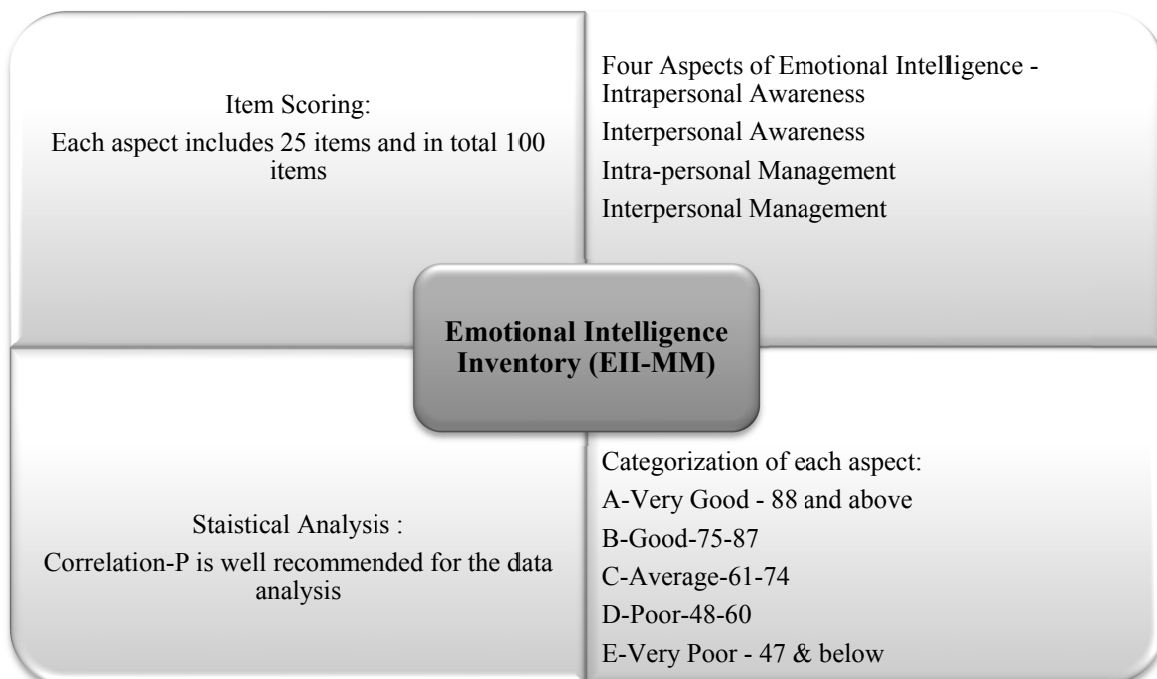 Item Scoring:
Each aspect includes 25 items and in total 100
items
Four Aspects of Emotional Intelligence -
Intrapersonal Awareness
Interpersonal Awareness
Intra-personal Management
Interpersonal Management
Emotional Intelligence
Inventory (EII-MM)
Staistical Analysis :
Correlation-P is well recommended for the data
analysis
Categorization of each aspect:
A-Very Good - 88 and above
B-Good-75-87
C-Average-61-74
D-Poor-48-60
E-Very Poor - 47 & below